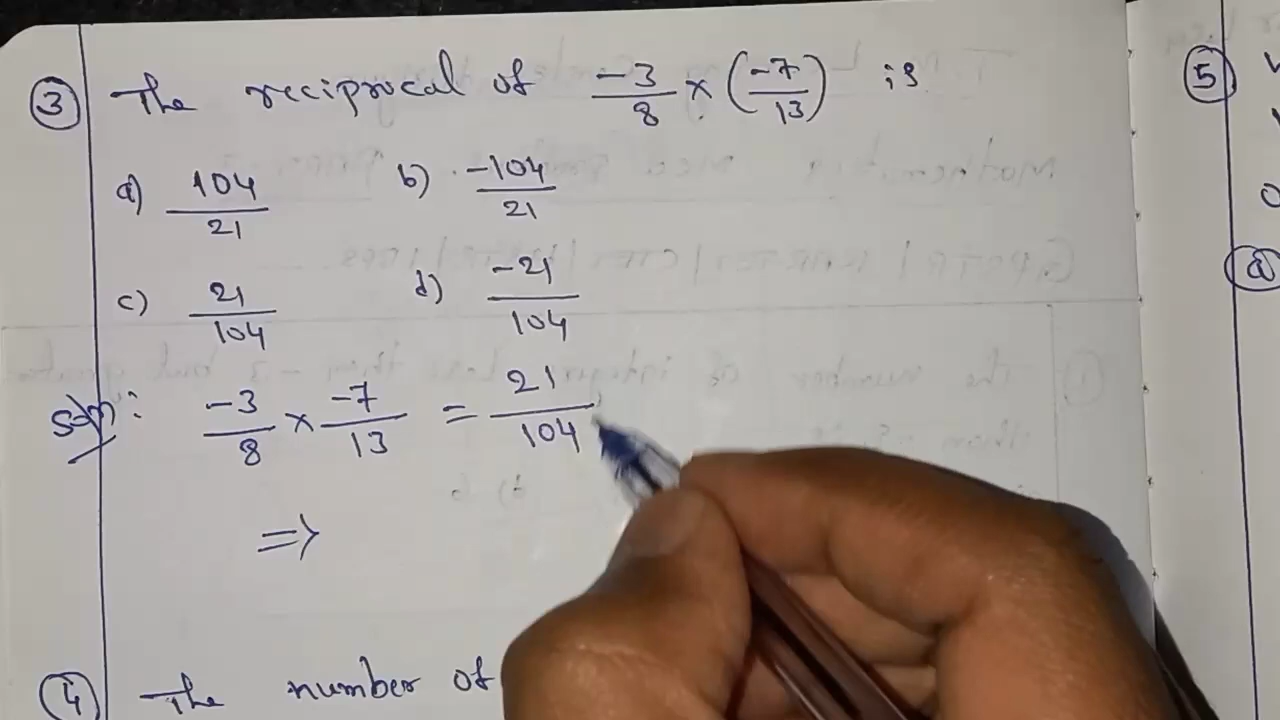 ③ The reciprocal of -3/8 × (-7/13) is
a) 104/21 b) -104/21
c) 21/104 d) -21/104
Soln: -3/8 × -7/13 = 21/104
⇒
④ The number of
⑤